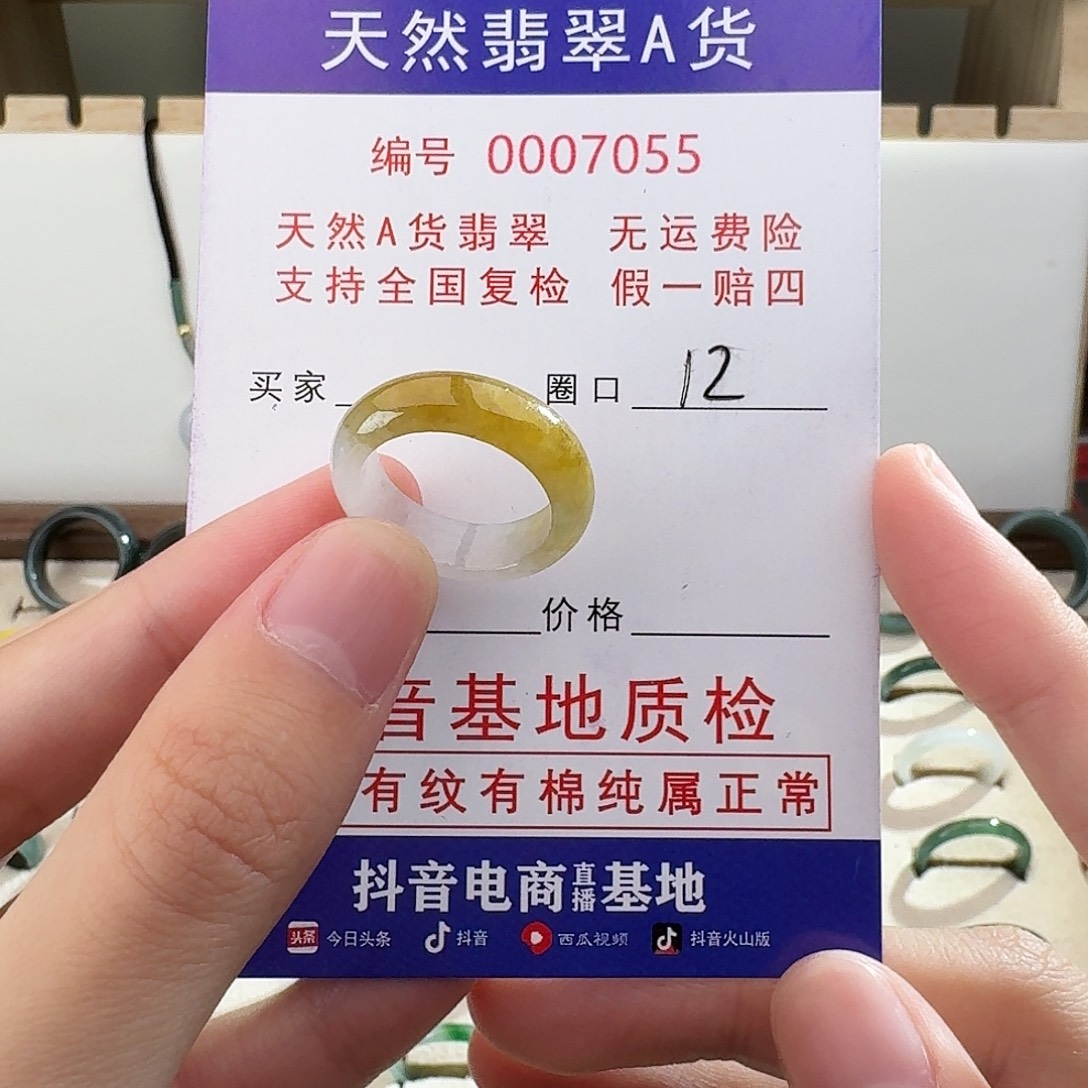 天然翡翠A货
编号 0007055
天然A货翡翠 无运费险
支持全国复检 假一赔四
买家 圈口 12
价格
音基地质检
有纹有棉纯属正常
抖音电商直播基地
今日头条 抖音 西瓜视频 抖音火山版